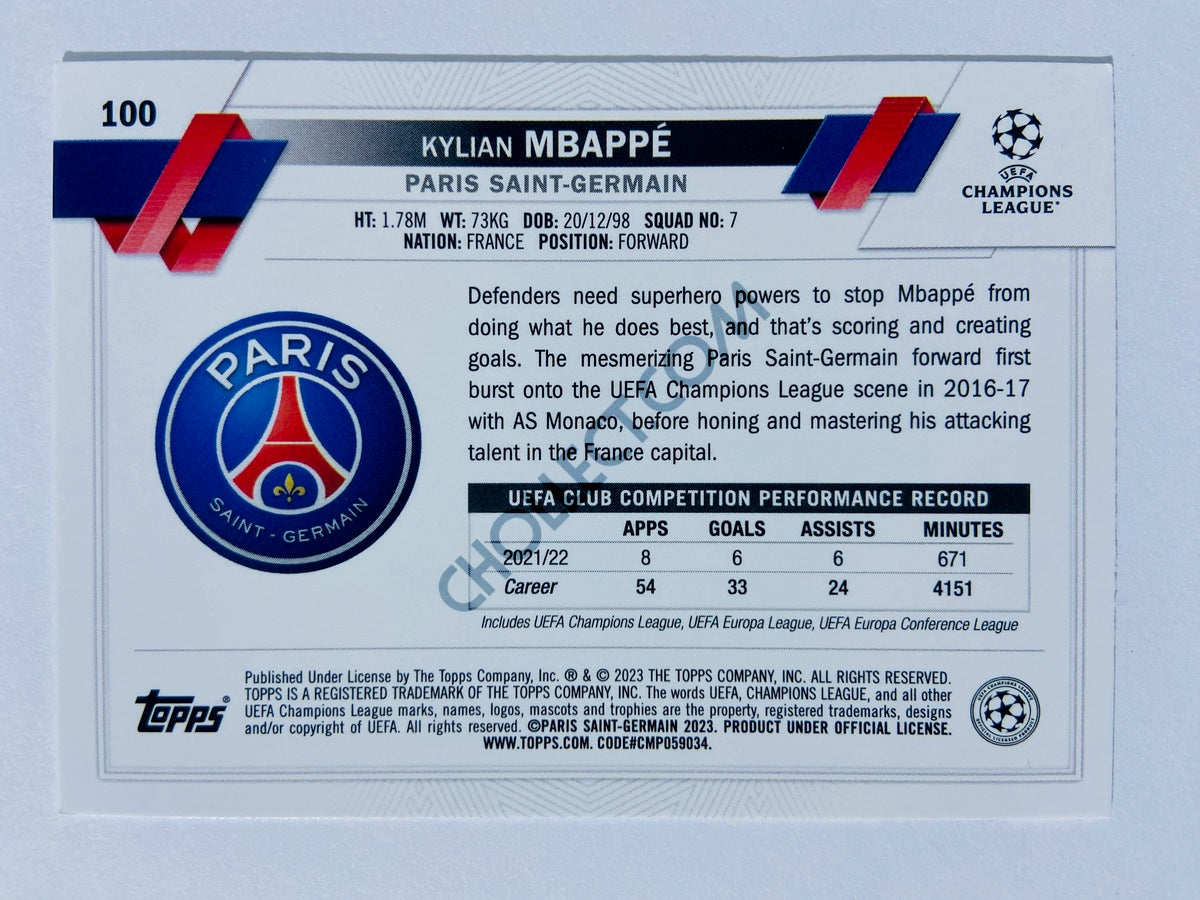 100
KYLIAN MBAPPÉ
PARIS SAINT-GERMAIN
UEFA
CHAMPIONS
LEAGUE®
HT: 1.78M WT: 73KG DOB: 20/12/98 SQUAD NO: 7
NATION: FRANCE POSITION: FORWARD
PARIS
SAINT - GERMAIN
Defenders need superhero powers to stop Mbappé from
doing what he does best, and that's scoring and creating
goals. The mesmerizing Paris Saint-Germain forward first
burst onto the UEFA Champions League scene in 2016-17
with AS Monaco, before honing and mastering his attacking
talent in the France capital.
CHOLLECT.COM
UEFA CLUB COMPETITION PERFORMANCE RECORD
APPS GOALS ASSISTS MINUTES
2021/22 8 6 6 671
Career 54 33 24 4151
Includes UEFA Champions League, UEFA Europa League, UEFA Europa Conference League
Topps®
Published Under License by The Topps Company, Inc. ® & © 2023 THE TOPPS COMPANY, INC. ALL RIGHTS RESERVED.
TOPPS IS A REGISTERED TRADEMARK OF THE TOPPS COMPANY, INC. The words UEFA, CHAMPIONS LEAGUE, and all other
UEFA Champions League marks, names, logos, mascots and trophies are the property, registered trademarks, designs
and/or copyright of UEFA. All rights reserved. ©PARIS SAINT-GERMAIN 2023. PRODUCT UNDER OFFICIAL LICENSE.
WWW.TOPPS.COM. CODE#CMP059034.